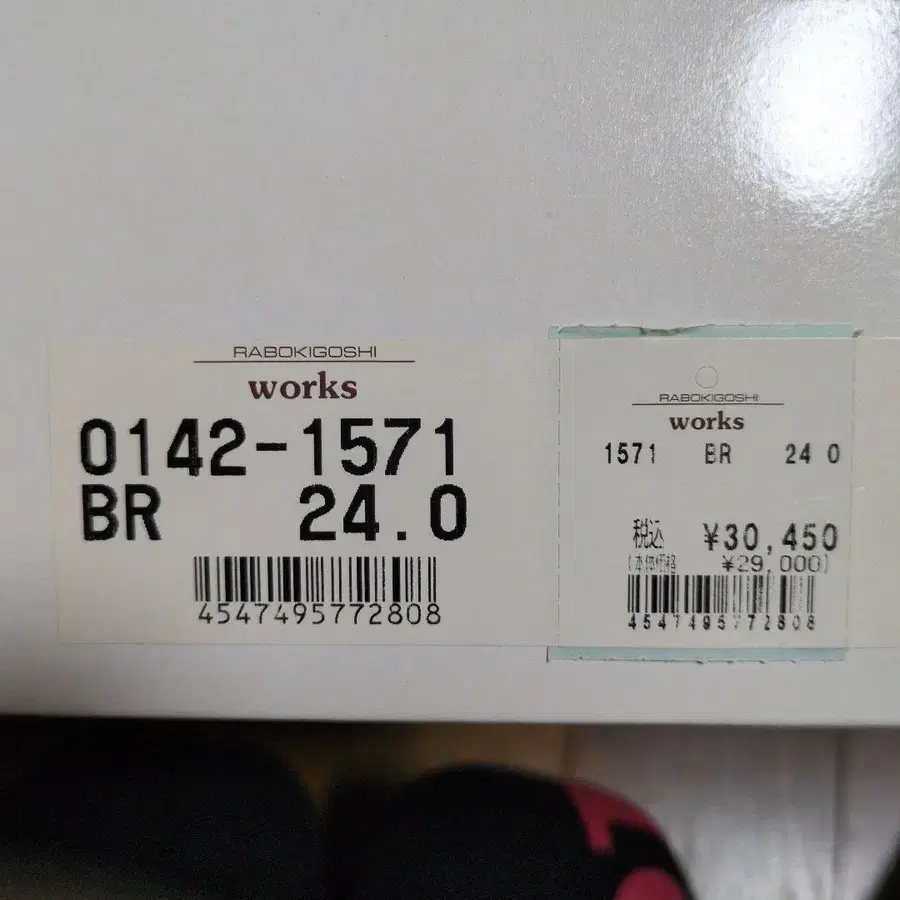 RABOKIGOSHI
works
0142-1571
BR 24.0
4547495772808
RABOKIGOSHI
works
1571 BR 24 0
税込 ¥30,450
(本体価格 ¥29,000)
4547495772808